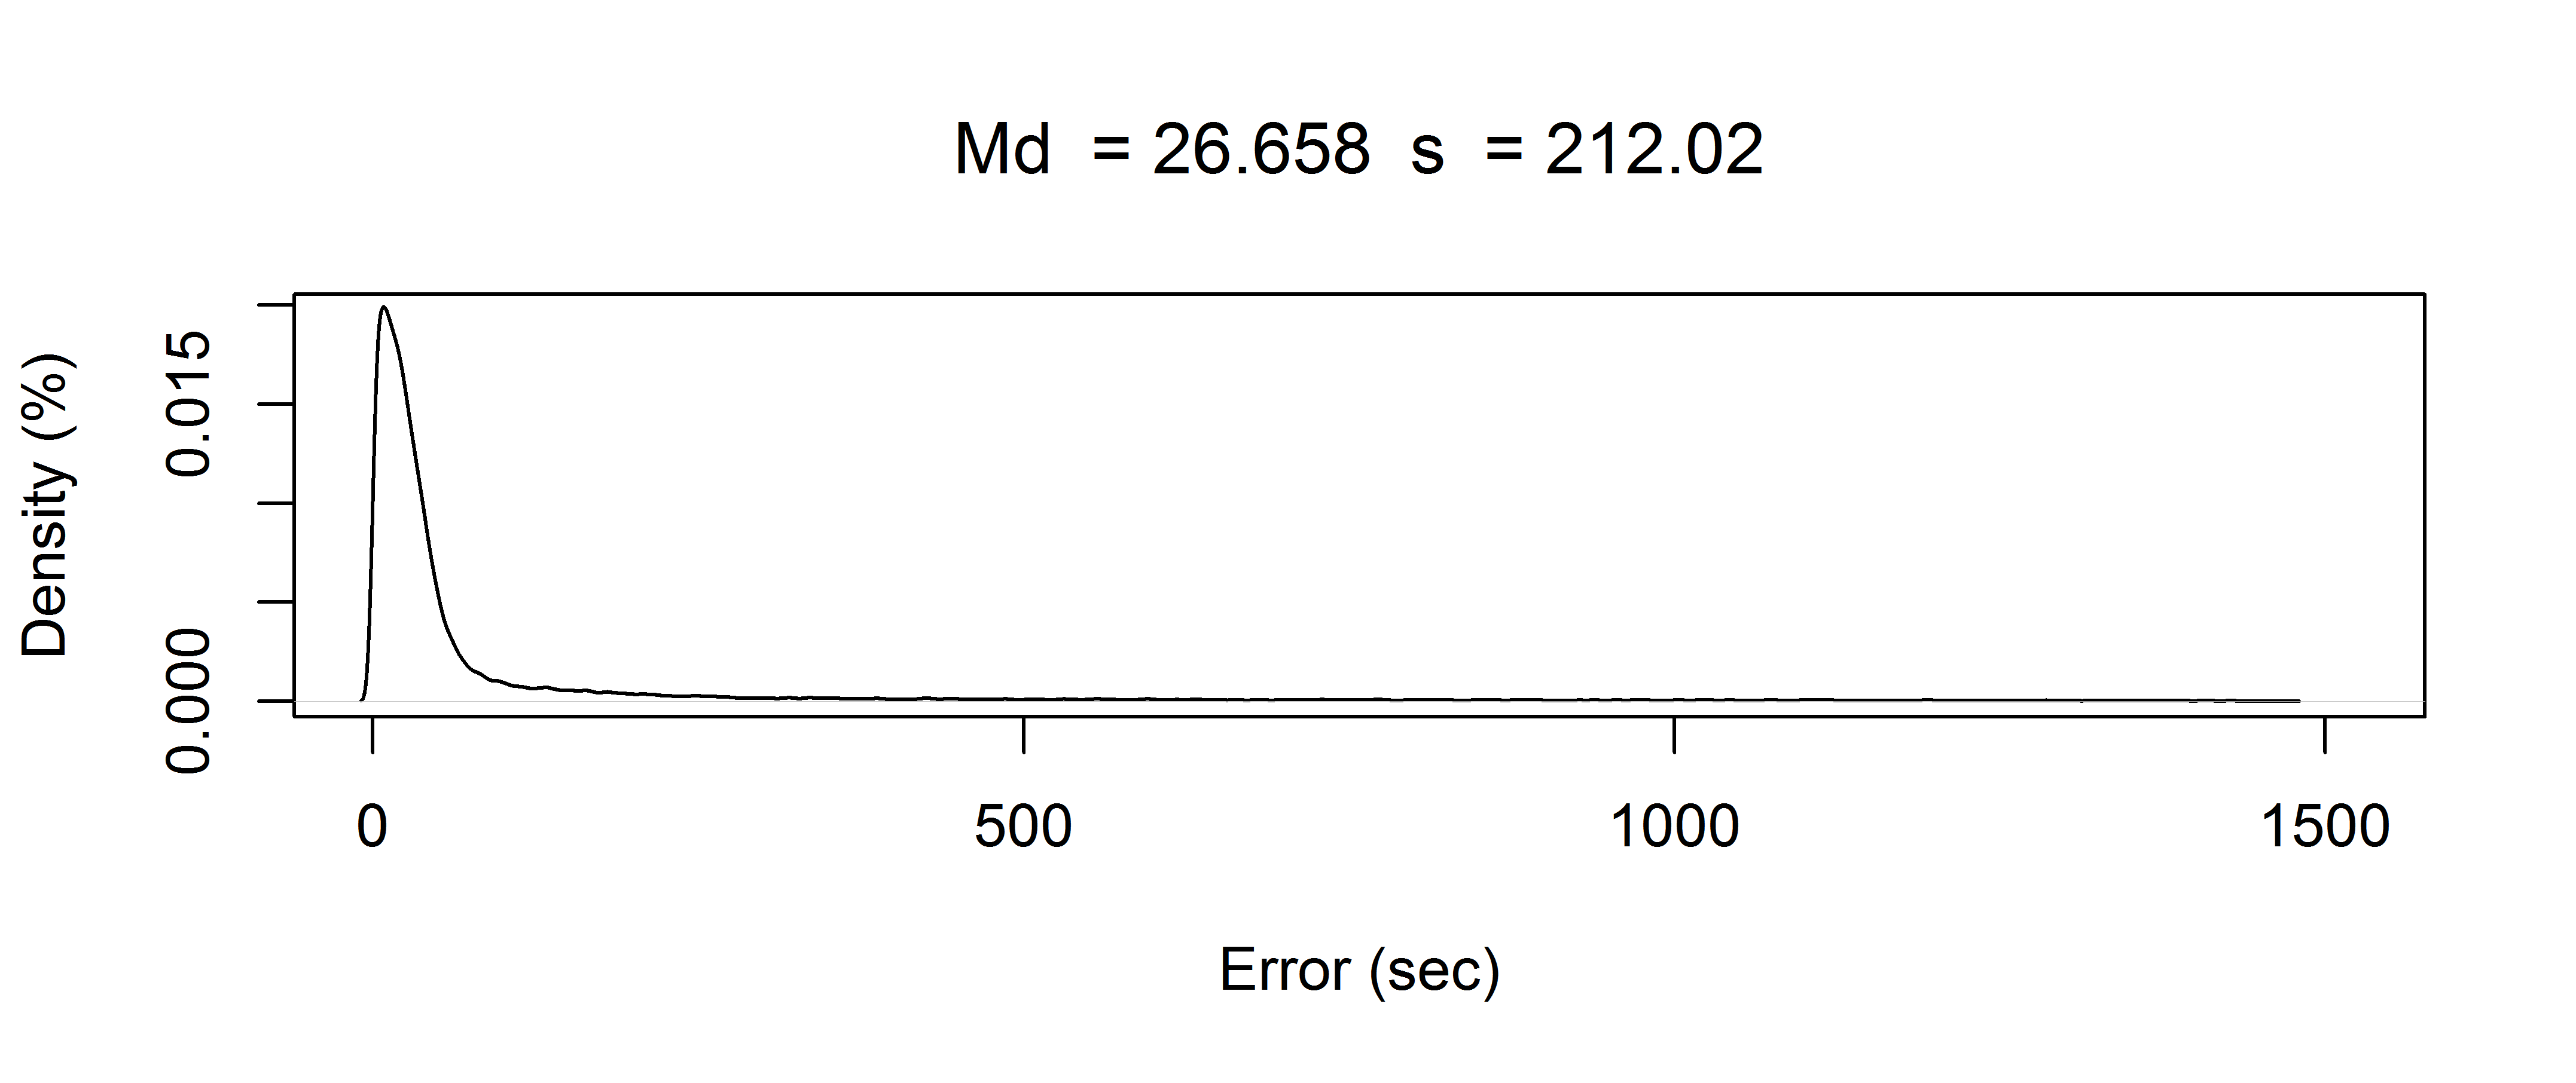 Md = 26.658 s = 212.02
Density (%)
0.015
0.000
0 500 1000 1500
Error (sec)